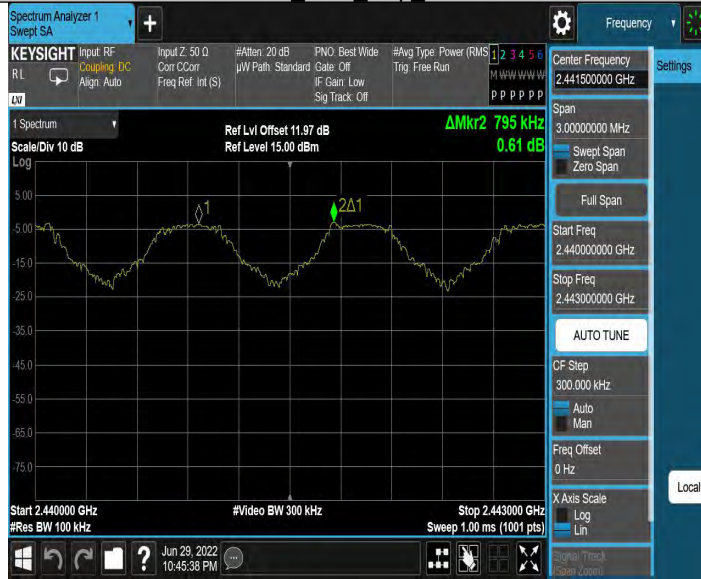 Spectrum Analyzer 1
Swept SA
Frequency
KEYSIGHT
RL
LXI
Input: RF
Coupling: DC
Align: Auto
Input Z: 50 Ω
Corr CCorr
Freq Ref: Int (S)
#Atten: 20 dB
µW Path: Standard
PNO: Best Wide
Gate: Off
IF Gain: Low
Sig Track: Off
#Avg Type: Power (RMS
Trig: Free Run
1 2 3 4 5 6
M W W W W W
P P P P P P
Center Frequency
2.441500000 GHz
Settings
Span
3.00000000 MHz
Swept Span
Zero Span
Full Span
Start Freq
2.440000000 GHz
Stop Freq
2.443000000 GHz
AUTO TUNE
CF Step
300.000 kHz
Auto
Man
Freq Offset
0 Hz
X Axis Scale
Log
Lin
Local
Signal Track
(Span Zoom)
1 Spectrum
Scale/Div 10 dB
Log
Ref Lvl Offset 11.97 dB
Ref Level 15.00 dBm
ΔMkr2 795 kHz
0.61 dB
1
2Δ1
5.00
-5.00
-15.0
-25.0
-35.0
-45.0
-55.0
-65.0
-75.0
Start 2.440000 GHz
#Res BW 100 kHz
#Video BW 300 kHz
Stop 2.443000 GHz
Sweep 1.00 ms (1001 pts)
?
Jun 29, 2022
10:45:38 PM